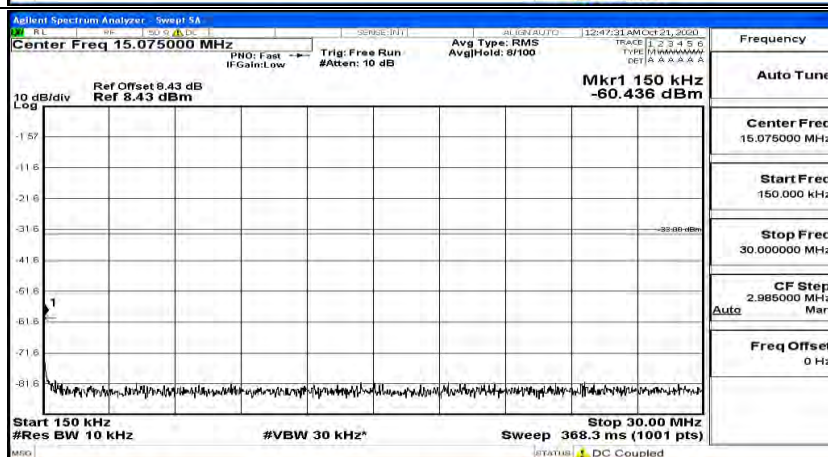 Agilent Spectrum Analyzer - Swept SA
RL RF 50 Ω DC SENSE:INT ALIGN AUTO 12:47:31 AM Oct 21, 2020
Center Freq 15.075000 MHz
PNO: Fast
IFGain:Low
Trig: Free Run
#Atten: 10 dB
Avg Type: RMS
Avg|Hold: 8/100
TRACE 1 2 3 4 5 6
TYPE MWWWWW
DET A A A A A A
Ref Offset 8.43 dB
10 dB/div Ref 8.43 dBm
Log
Mkr1 150 kHz
-60.436 dBm
-1.57
-11.6
-21.6
-31.6
-33.00 dBm
-41.6
-51.6
1
-61.6
-71.6
-81.6
Start 150 kHz Stop 30.00 MHz
#Res BW 10 kHz #VBW 30 kHz* Sweep 368.3 ms (1001 pts)
MSG STATUS DC Coupled
Frequency
Auto Tune
Center Freq
15.075000 MHz
Start Freq
150.000 kHz
Stop Freq
30.000000 MHz
CF Step
2.985000 MHz
Auto Man
Freq Offset
0 Hz